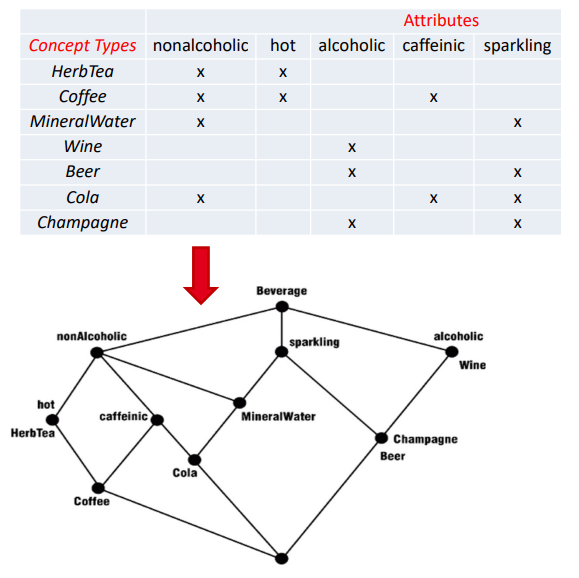 Attributes
Concept Types nonalcoholic hot alcoholic caffeinic sparkling
HerbTea x x
Coffee x x x
MineralWater x x
Wine x
Beer x x
Cola x x x
Champagne x x
Beverage
nonAlcoholic
sparkling
alcoholic
Wine
hot
HerbTea
caffeinic
MineralWater
Champagne
Beer
Cola
Coffee